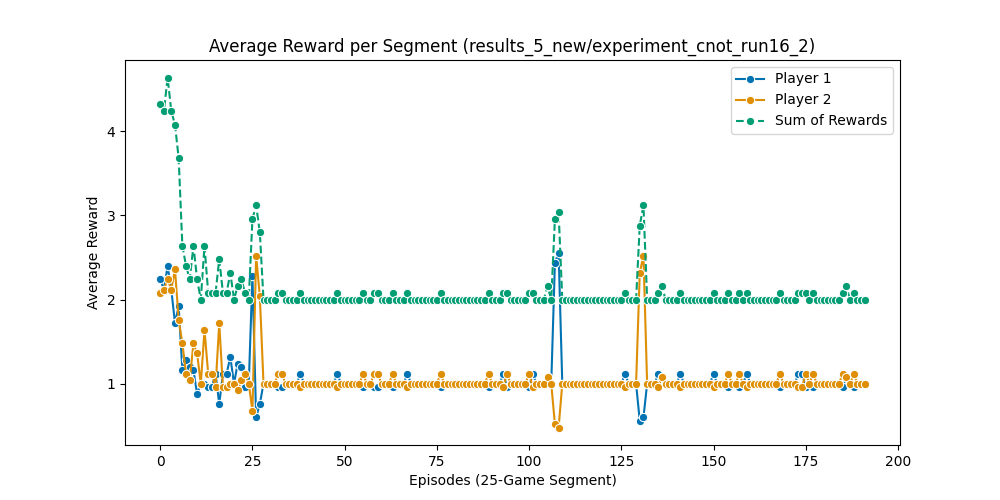 Average Reward per Segment (results_5_new/experiment_cnot_run16_2)
Player 1
Player 2
Sum of Rewards
Average Reward
4
3
2
1
0
25
50
75
100
125
150
175
200
Episodes (25-Game Segment)